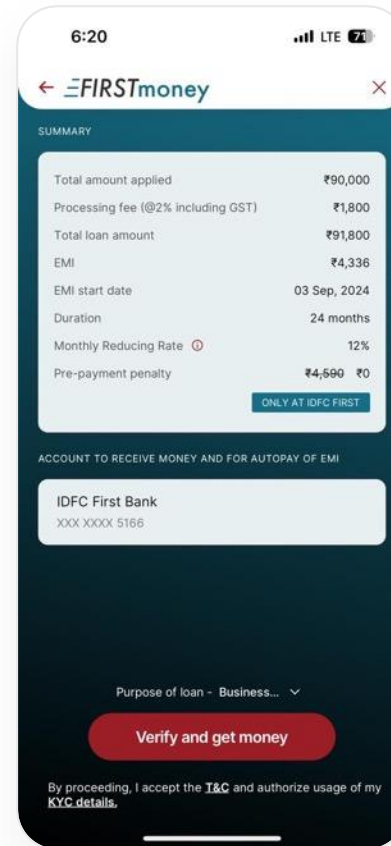 6:20 LTE 71
FIRSTmoney
SUMMARY
Total amount applied ₹90,000
Processing fee (@2% including GST) ₹1,800
Total loan amount ₹91,800
EMI ₹4,336
EMI start date 03 Sep, 2024
Duration 24 months
Monthly Reducing Rate 12%
Pre-payment penalty ₹4,590 ₹0
ONLY AT IDFC FIRST
ACCOUNT TO RECEIVE MONEY AND FOR AUTOPAY OF EMI
IDFC First Bank
XXX XXXX 5166
Purpose of loan - Business...
Verify and get money
By proceeding, I accept the T&C and authorize usage of my
KYC details.